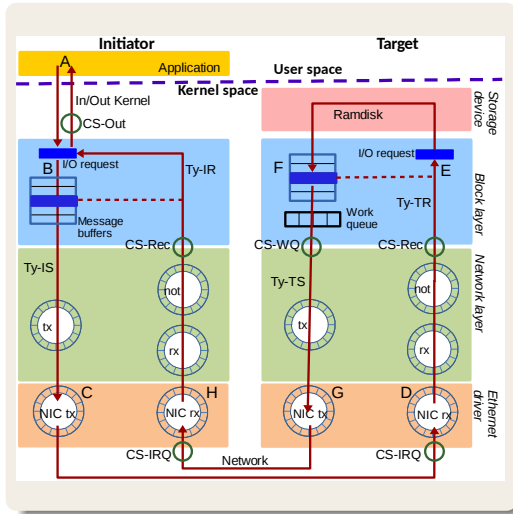 Initiator
Target
A
Application
User space
Kernel space
In/Out Kernel
CS-Out
Storage
device
Ramdisk
I/O request
B
Ty-IR
Message
buffers
F
I/O request
E
Ty-TR
Work
queue
Block layer
CS-Rec
CS-WQ
CS-Rec
Ty-IS
Ty-TS
not
not
tx
rx
tx
rx
Network layer
C
H
G
D
NIC tx
NIC rx
NIC tx
NIC rx
Ethernet
driver
CS-IRQ
Network
CS-IRQ